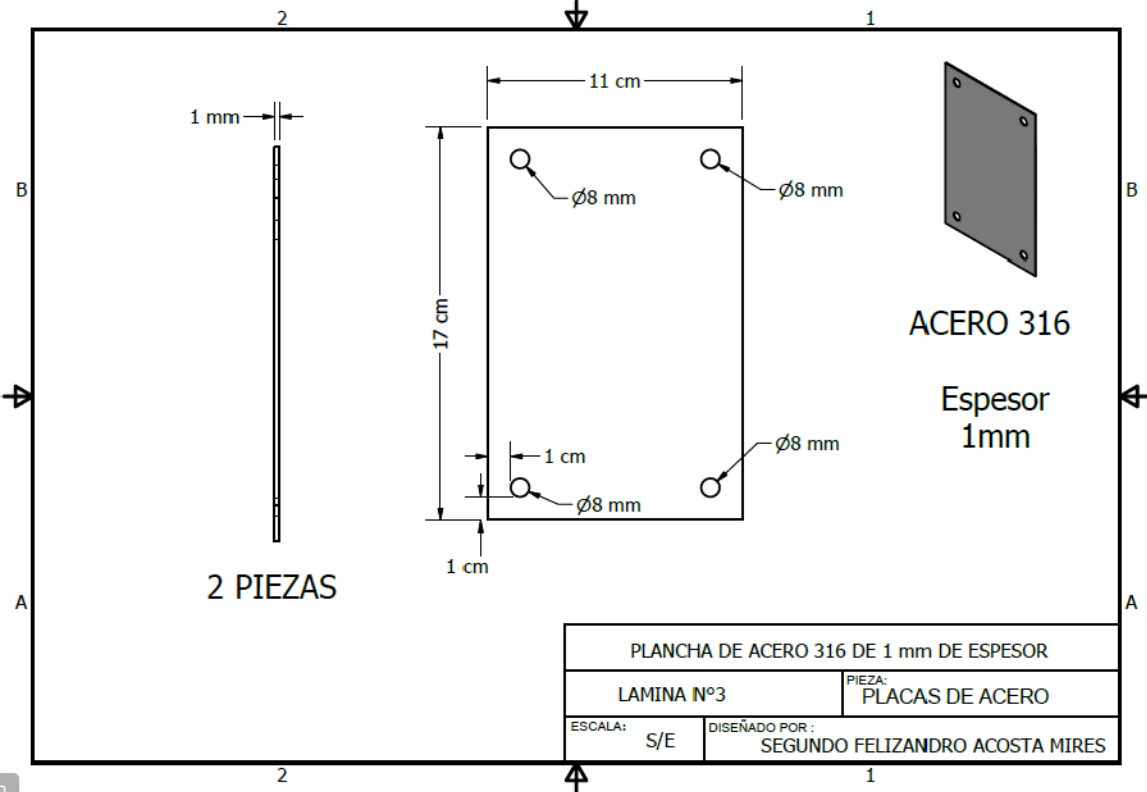 2
1
11 cm
1 mm
B
B
Ø8 mm
Ø8 mm
17 cm
ACERO 316
Espesor
1mm
Ø8 mm
1 cm
Ø8 mm
1 cm
2 PIEZAS
A
A
PLANCHA DE ACERO 316 DE 1 mm DE ESPESOR
LAMINA Nº3
PIEZA:
PLACAS DE ACERO
ESCALA:
S/E
DISEÑADO POR :
SEGUNDO FELIZANDRO ACOSTA MIRES
2
1